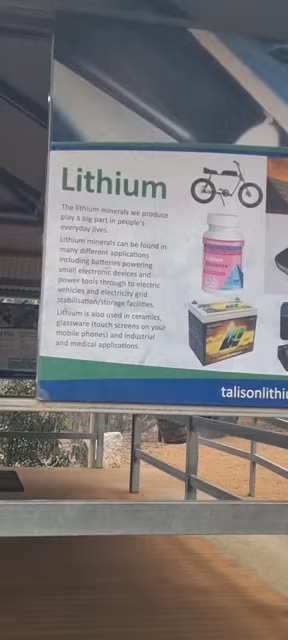 Lithium
The lithium minerals we produce
play a big part in people's
everyday lives.
Lithium minerals can be found in
many different applications
including batteries powering
small electronic devices and
power tools through to electric
vehicles and electricity grid
stabilisation/storage facilities.
Lithium is also used in ceramics,
glassware (touch screens on your
mobile phones) and industrial
and medical applications.
talisonlithiu